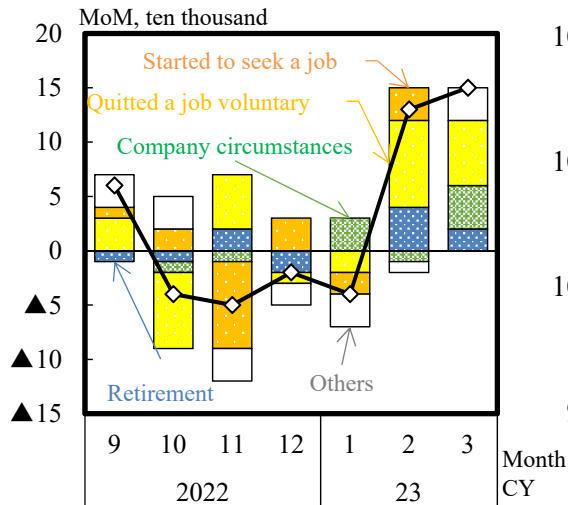 MoM, ten thousand
20
15
10
5
0
▲5
▲10
▲15
Started to seek a job
Quitted a job voluntary
Company circumstances
Retirement
Others
9 10 11 12 1 2 3
Month
2022 23
CY